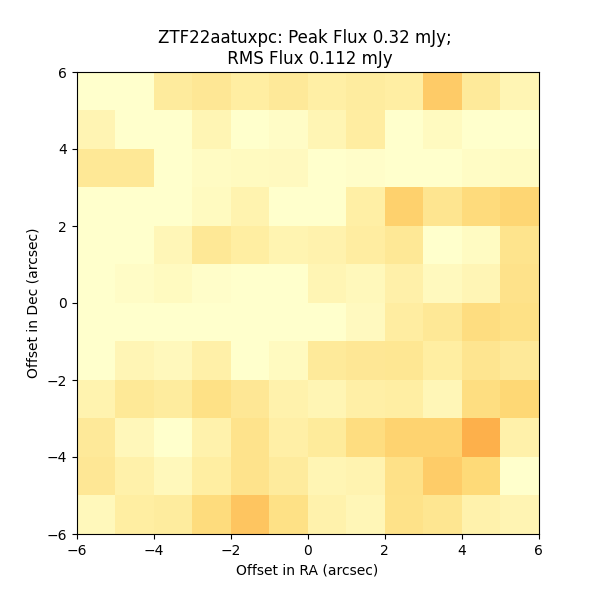 ZTF22aatuxpc: Peak Flux 0.32 mJy;
RMS Flux 0.112 mJy
6
4
2
0
−2
−4
−6
Offset in Dec (arcsec)
−6 −4 −2 0 2 4 6
Offset in RA (arcsec)